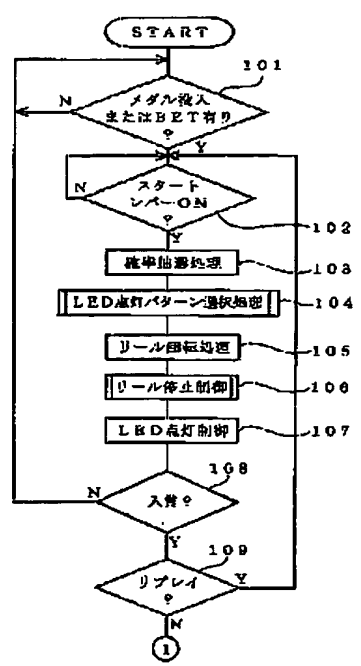 START
101
メダル投入
またはBET有り
?
N
Y
スタート
レバーON
?
N
Y
102
確率抽選処理
103
LED点灯パターン選択処理
104
リール回転処理
105
リール停止制御
106
LED点灯制御
107
108
入賞?
N
Y
109
リプレイ
?
Y
N
1